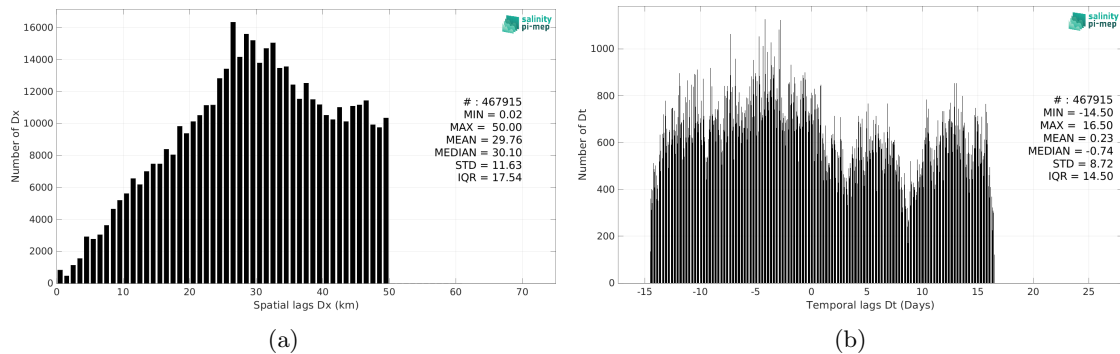 salinity
pi-mep
16000
14000
12000
10000
8000
6000
4000
2000
0
Number of Dx
# : 467915
MIN = 0.02
MAX = 50.00
MEAN = 29.76
MEDIAN = 30.10
STD = 11.63
IQR = 17.54
0 10 20 30 40 50 60 70
Spatial lags Dx (km)
(a)
salinity
pi-mep
1000
800
600
400
200
0
Number of Dt
# : 467915
MIN = -14.50
MAX = 16.50
MEAN = 0.23
MEDIAN = -0.74
STD = 8.72
IQR = 14.50
-15 -10 -5 0 5 10 15 20 25
Temporal lags Dt (Days)
(b)